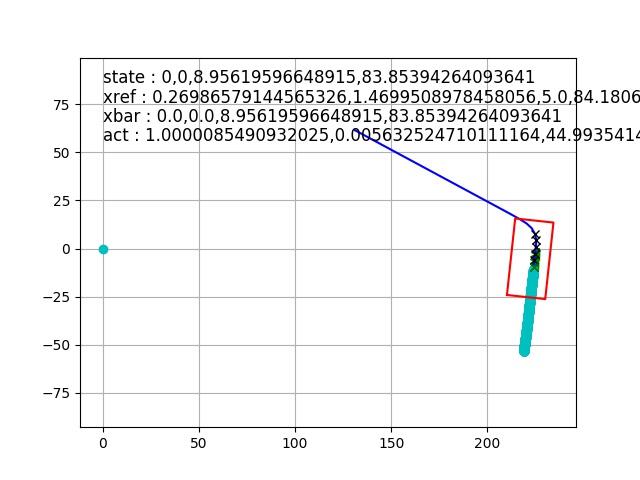 state : 0,0,8.95619596648915,83.85394264093641
xref : 0.26986579144565326,1.4699508978458056,5.0,84.1806
xbar : 0.0,0.0,8.95619596648915,83.85394264093641
act : 1.0000085490932025,0.005632524710111164,44.9935414
75
50
25
0
−25
−50
−75
0 50 100 150 200